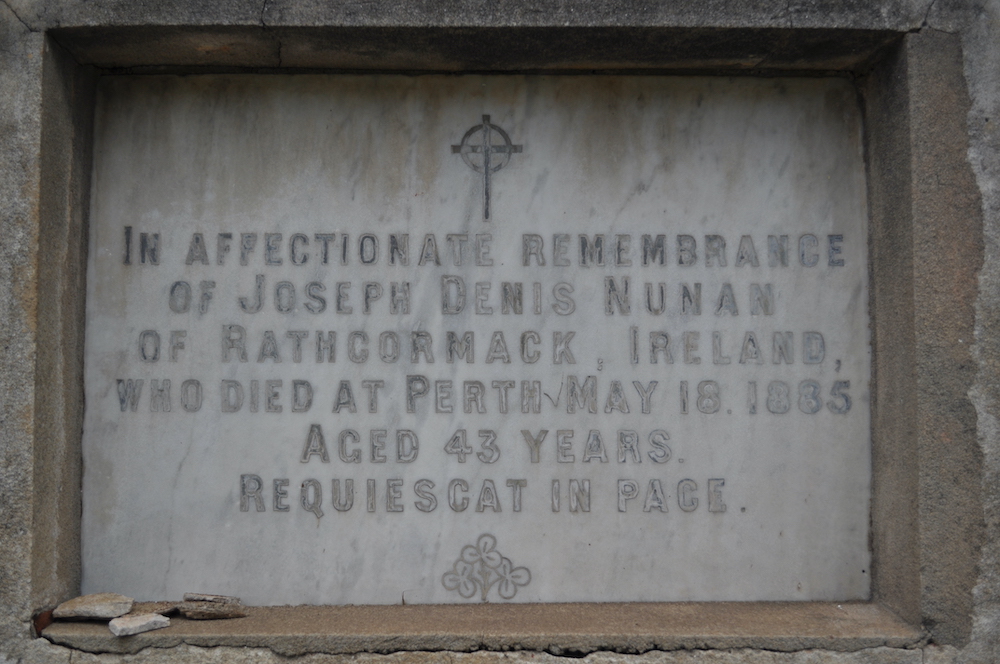 In affectionate remembrance
of Joseph Denis Nunan
of Rathcormack, Ireland,
who died at Perth May 18. 1885
Aged 43 years.
Requiescat in pace.